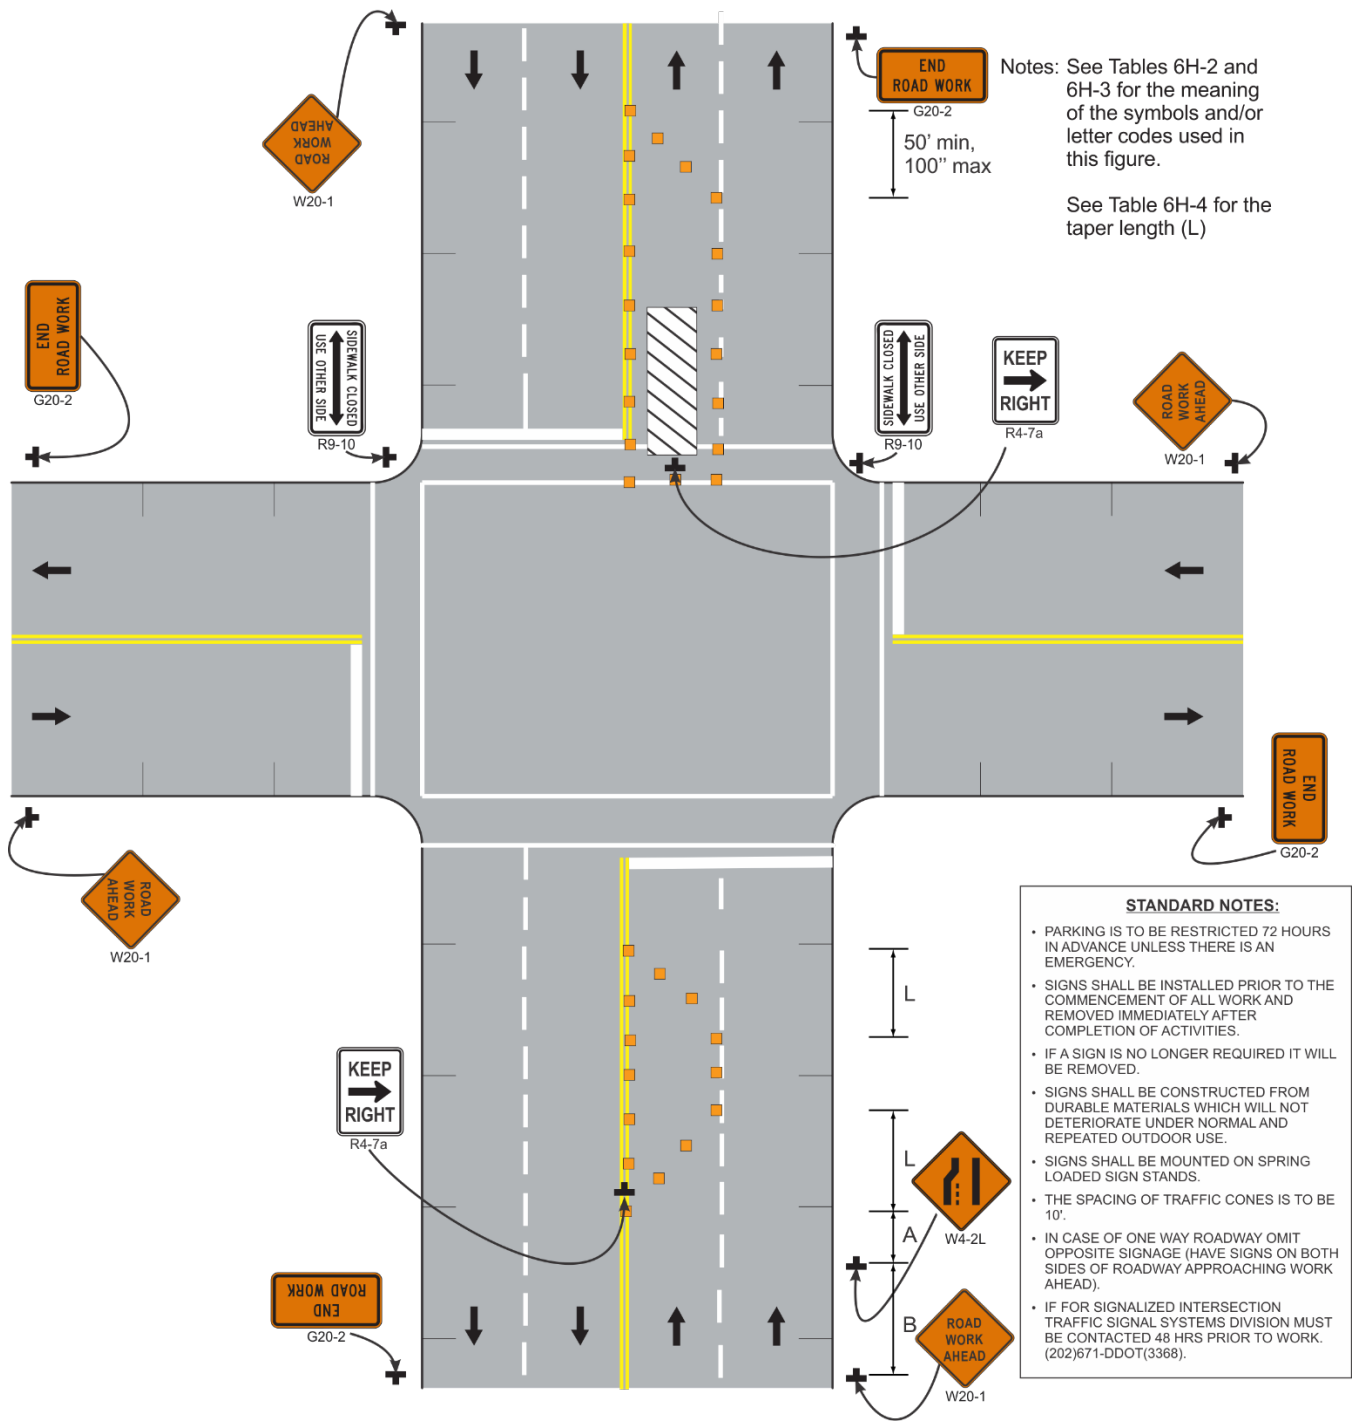 END
ROAD WORK
G20-2
Notes: See Tables 6H-2 and
6H-3 for the meaning
of the symbols and/or
letter codes used in
this figure.
See Table 6H-4 for the
taper length (L)
50' min,
100" max
ROAD
WORK
AHEAD
W20-1
END
ROAD WORK
G20-2
SIDEWALK CLOSED
USE OTHER SIDE
R9-10
SIDEWALK CLOSED
USE OTHER SIDE
R9-10
KEEP
RIGHT
R4-7a
ROAD
WORK
AHEAD
W20-1
END
ROAD WORK
G20-2
ROAD
WORK
AHEAD
W20-1
KEEP
RIGHT
R4-7a
L
L
A
B
W4-2L
END
ROAD WORK
G20-2
ROAD
WORK
AHEAD
W20-1
STANDARD NOTES:
• PARKING IS TO BE RESTRICTED 72 HOURS
IN ADVANCE UNLESS THERE IS AN
EMERGENCY.
• SIGNS SHALL BE INSTALLED PRIOR TO THE
COMMENCEMENT OF ALL WORK AND
REMOVED IMMEDIATELY AFTER
COMPLETION OF ACTIVITIES.
• IF A SIGN IS NO LONGER REQUIRED IT WILL
BE REMOVED.
• SIGNS SHALL BE CONSTRUCTED FROM
DURABLE MATERIALS WHICH WILL NOT
DETERIORATE UNDER NORMAL AND
REPEATED OUTDOOR USE.
• SIGNS SHALL BE MOUNTED ON SPRING
LOADED SIGN STANDS.
• THE SPACING OF TRAFFIC CONES IS TO BE
10'.
• IN CASE OF ONE WAY ROADWAY OMIT
OPPOSITE SIGNAGE (HAVE SIGNS ON BOTH
SIDES OF ROADWAY APPROACHING WORK
AHEAD).
• IF FOR SIGNALIZED INTERSECTION
TRAFFIC SIGNAL SYSTEMS DIVISION MUST
BE CONTACTED 48 HRS PRIOR TO WORK.
(202)671-DDOT(3368).